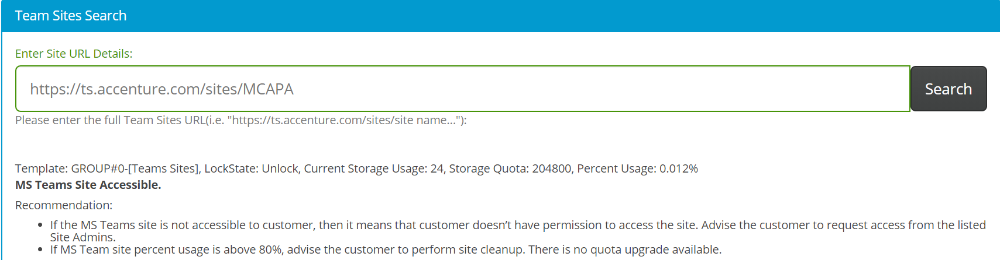 Team Sites Search
Enter Site URL Details:
https://ts.accenture.com/sites/MCAPA
Search
Please enter the full Team Sites URL(i.e. "https://ts.accenture.com/sites/site name..."):
Template: GROUP#0-[Teams Sites], LockState: Unlock, Current Storage Usage: 24, Storage Quota: 204800, Percent Usage: 0.012%
MS Teams Site Accessible.
Recommendation:
• If the MS Teams site is not accessible to customer, then it means that customer doesn’t have permission to access the site. Advise the customer to request access from the listed
Site Admins.
• If MS Team site percent usage is above 80%, advise the customer to perform site cleanup. There is no quota upgrade available.